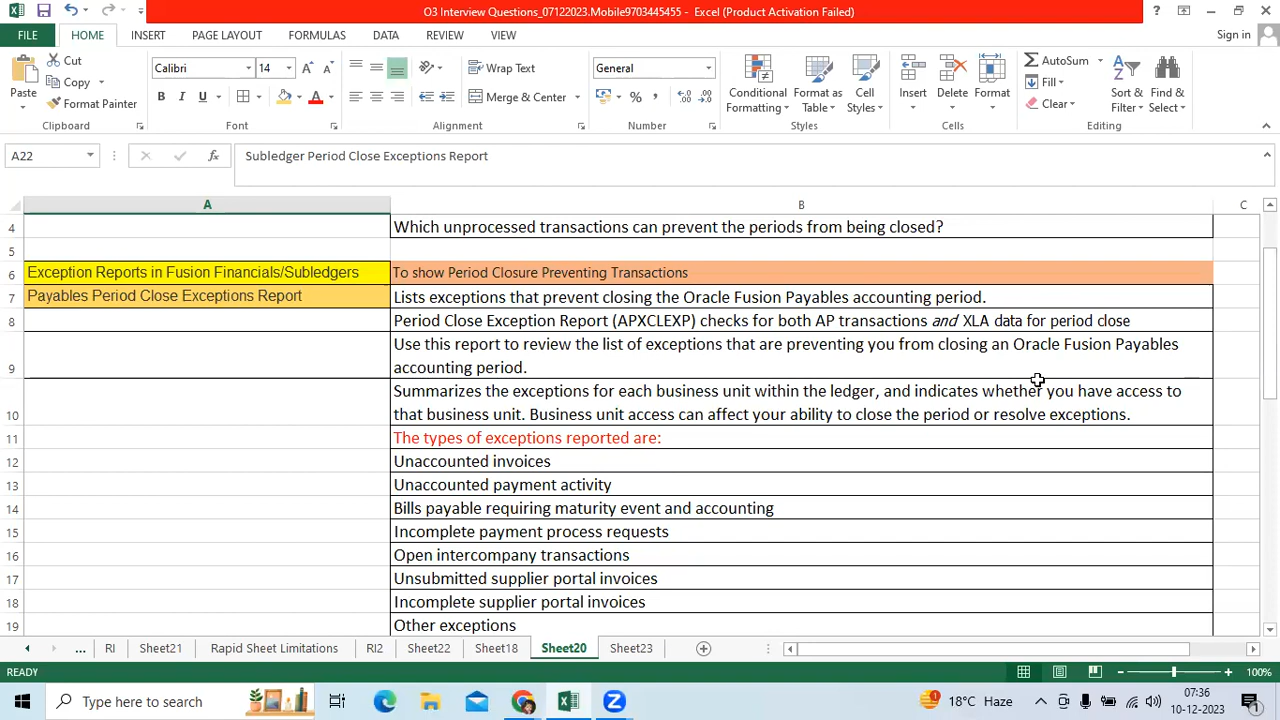 O3 Interview Questions_07122023.Mobile9703445455 - Excel (Product Activation Failed)
FILE HOME INSERT PAGE LAYOUT FORMULAS DATA REVIEW VIEW Sign in
Cut
Copy
Format Painter
Paste
Clipboard
Calibri 14
B I U
Font
Wrap Text
Merge & Center
Alignment
General
Number
Conditional Formatting
Format as Table
Cell Styles
Styles
Insert Delete Format
Cells
AutoSum
Fill
Clear
Sort & Filter
Find & Select
Editing
A22 fx Subledger Period Close Exceptions Report
A B C
4 Which unprocessed transactions can prevent the periods from being closed?
5
6 Exception Reports in Fusion Financials/Subledgers To show Period Closure Preventing Transactions
7 Payables Period Close Exceptions Report Lists exceptions that prevent closing the Oracle Fusion Payables accounting period.
8 Period Close Exception Report (APXCLEXP) checks for both AP transactions and XLA data for period close
Use this report to review the list of exceptions that are preventing you from closing an Oracle Fusion Payables
9 accounting period.
Summarizes the exceptions for each business unit within the ledger, and indicates whether you have access to
10 that business unit. Business unit access can affect your ability to close the period or resolve exceptions.
11 The types of exceptions reported are:
12 Unaccounted invoices
13 Unaccounted payment activity
14 Bills payable requiring maturity event and accounting
15 Incomplete payment process requests
16 Open intercompany transactions
17 Unsubmitted supplier portal invoices
18 Incomplete supplier portal invoices
19 Other exceptions
... RI Sheet21 Rapid Sheet Limitations RI2 Sheet22 Sheet18 Sheet20 Sheet23
READY 100%
Type here to search 18°C Haze 07:36
10-12-2023